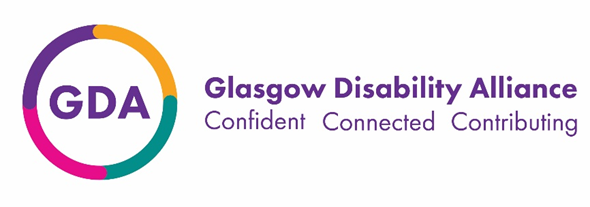 GDA
Glasgow Disability Alliance
Confident Connected Contributing